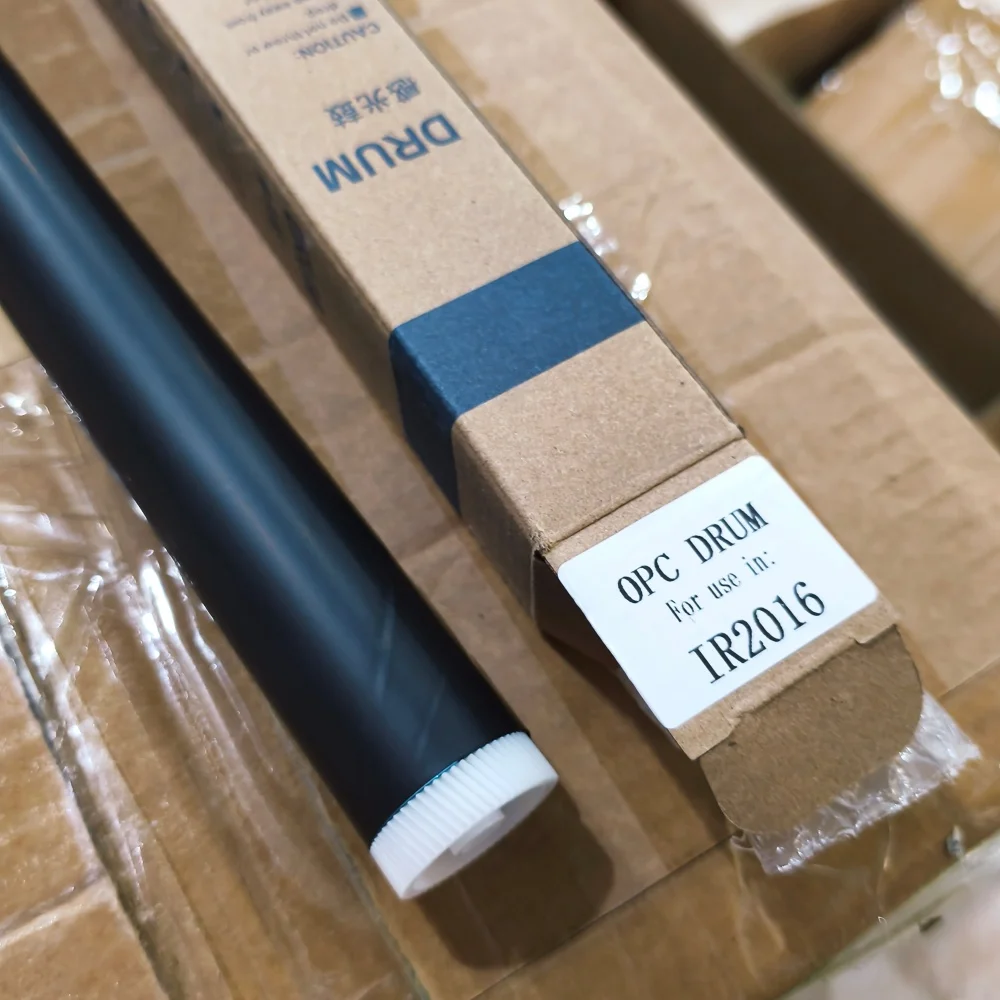 DRUM
感光鼓
CAUTION:
OPC DRUM
For use in:
IR2016